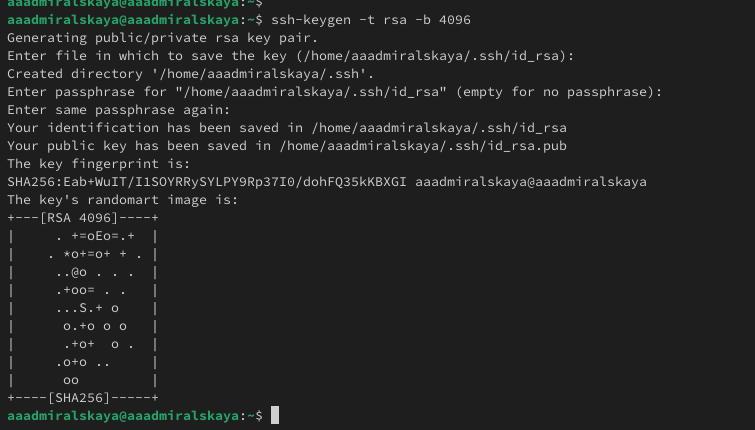 aaadmiralskaya@aaadmiralskaya:~$
aaadmiralskaya@aaadmiralskaya:~$ ssh-keygen -t rsa -b 4096
Generating public/private rsa key pair.
Enter file in which to save the key (/home/aaadmiralskaya/.ssh/id_rsa):
Created directory '/home/aaadmiralskaya/.ssh'.
Enter passphrase for "/home/aaadmiralskaya/.ssh/id_rsa" (empty for no passphrase):
Enter same passphrase again:
Your identification has been saved in /home/aaadmiralskaya/.ssh/id_rsa
Your public key has been saved in /home/aaadmiralskaya/.ssh/id_rsa.pub
The key fingerprint is:
SHA256:Eab+WuIT/I1SOYRRySYLPY9Rp37I0/dohFQ35kKBXGI aaadmiralskaya@aaadmiralskaya
The key's randomart image is:
+---[RSA 4096]----+
|     . +=oEo=.+  |
|    . *o+=o+ + . |
|     ..@o . . .  |
|     .+oo= . .   |
|     ...S.+ o    |
|      o.+o o o   |
|      .+o+  o .  |
|     .o+o ..     |
|      oo         |
+----[SHA256]-----+
aaadmiralskaya@aaadmiralskaya:~$